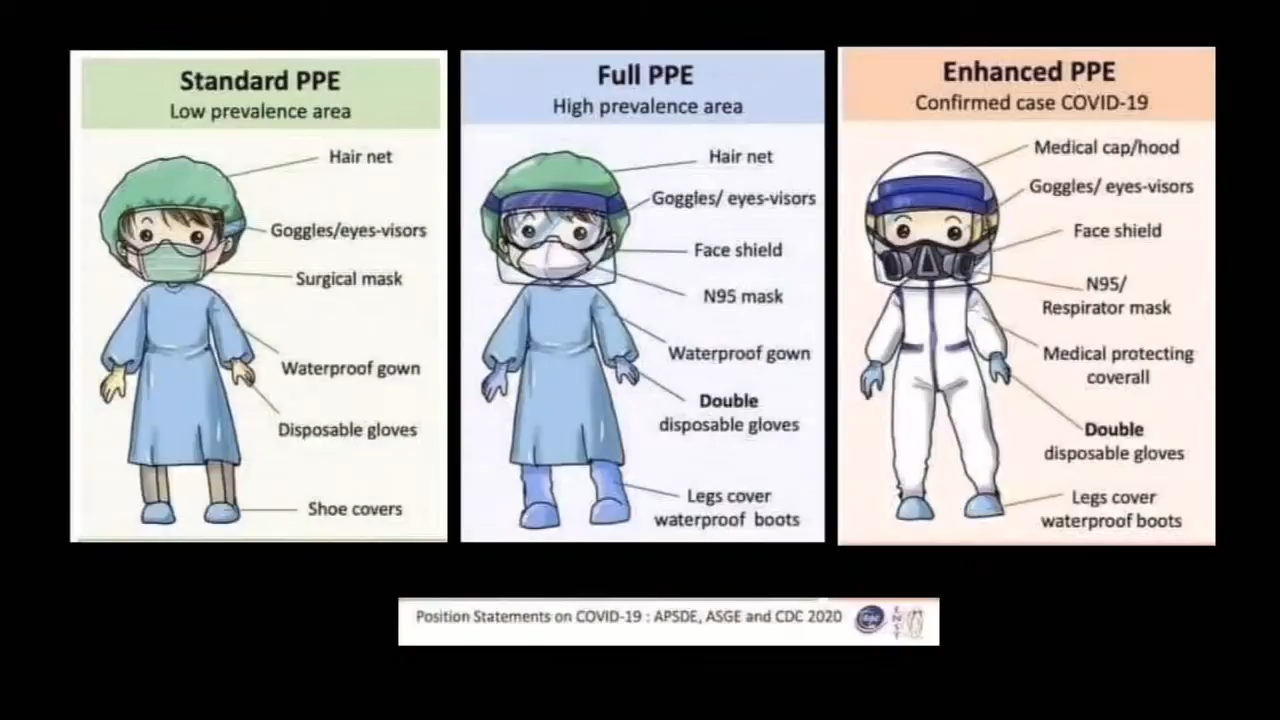 Standard PPE
Low prevalence area
Hair net
Goggles/eyes-visors
Surgical mask
Waterproof gown
Disposable gloves
Shoe covers
Full PPE
High prevalence area
Hair net
Goggles/ eyes-visors
Face shield
N95 mask
Waterproof gown
Double
disposable gloves
Legs cover
waterproof boots
Enhanced PPE
Confirmed case COVID-19
Medical cap/hood
Goggles/ eyes-visors
Face shield
N95/
Respirator mask
Medical protecting
coverall
Double
disposable gloves
Legs cover
waterproof boots
Position Statements on COVID-19 : APSDE, ASGE and CDC 2020